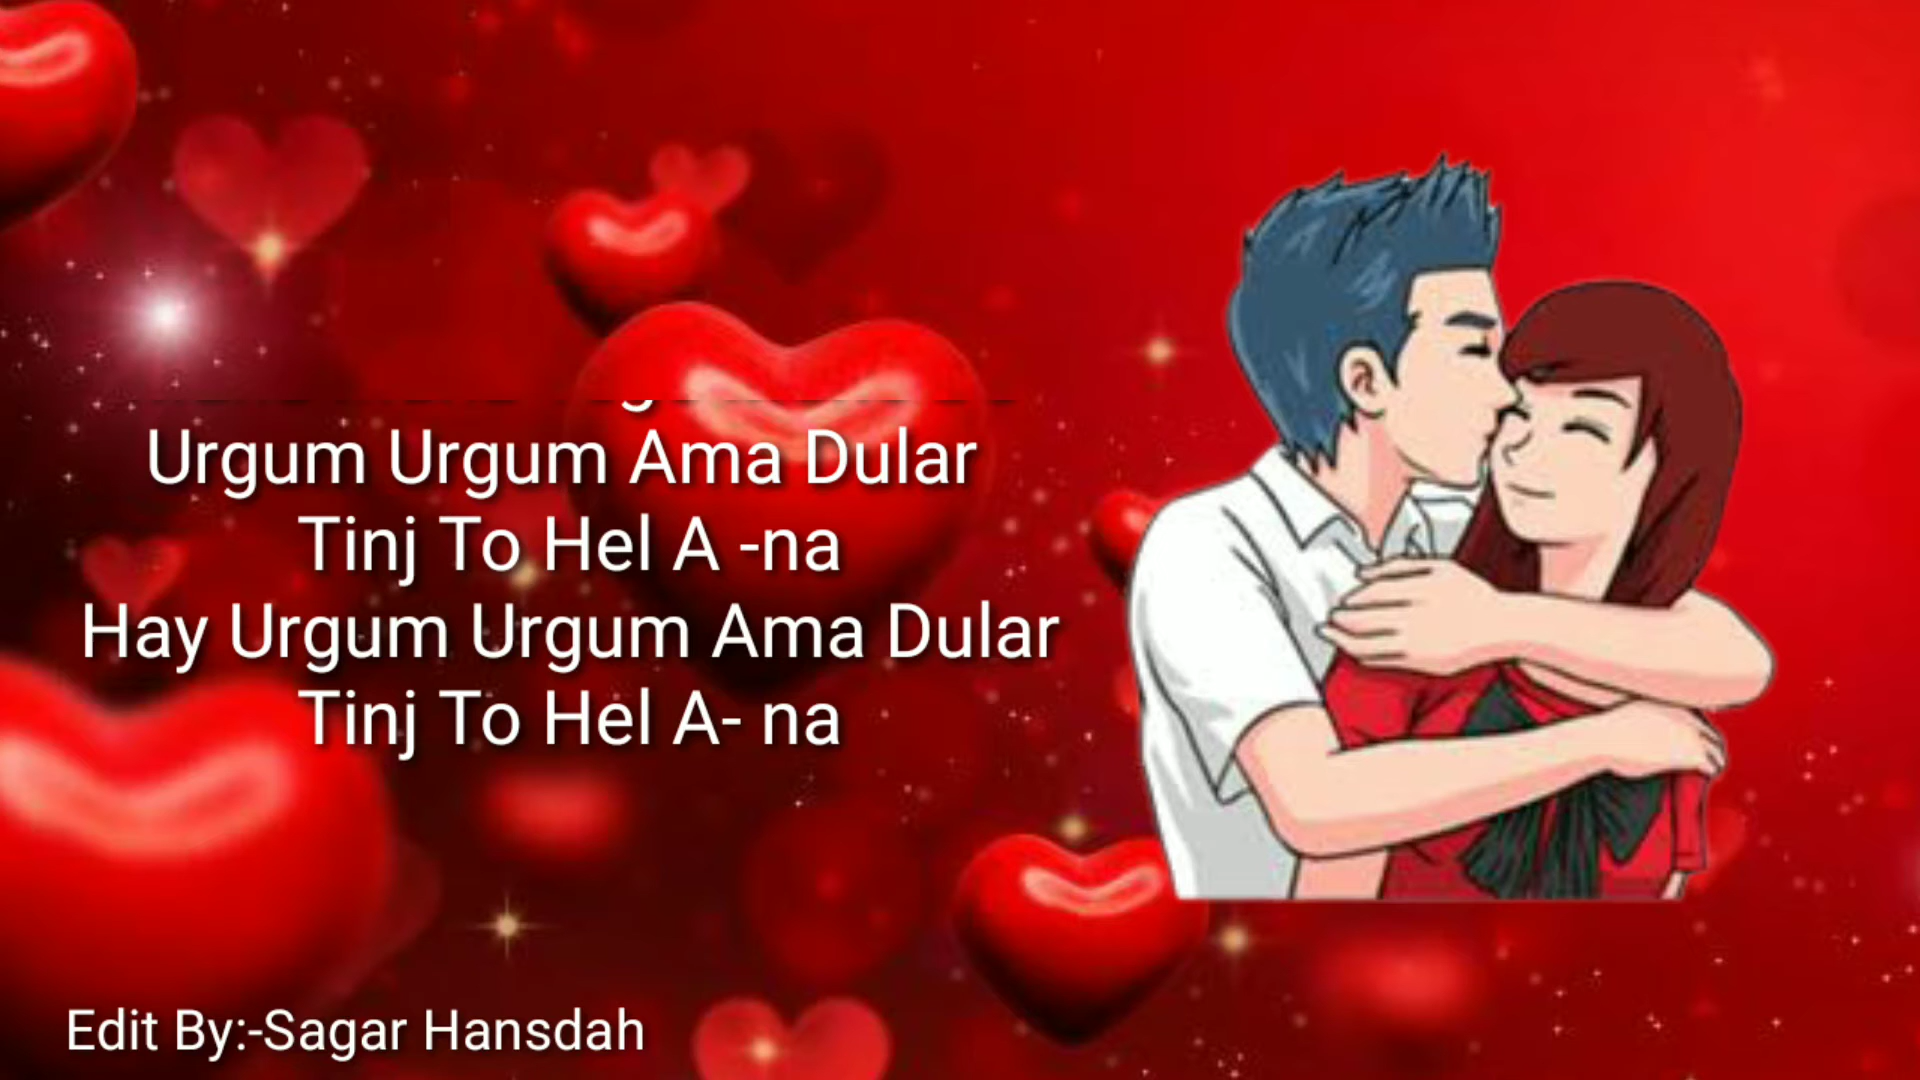 Urgum Urgum Ama Dular
Tinj To Hel A -na
Hay Urgum Urgum Ama Dular
Tinj To Hel A- na
Edit By:-Sagar Hansdah